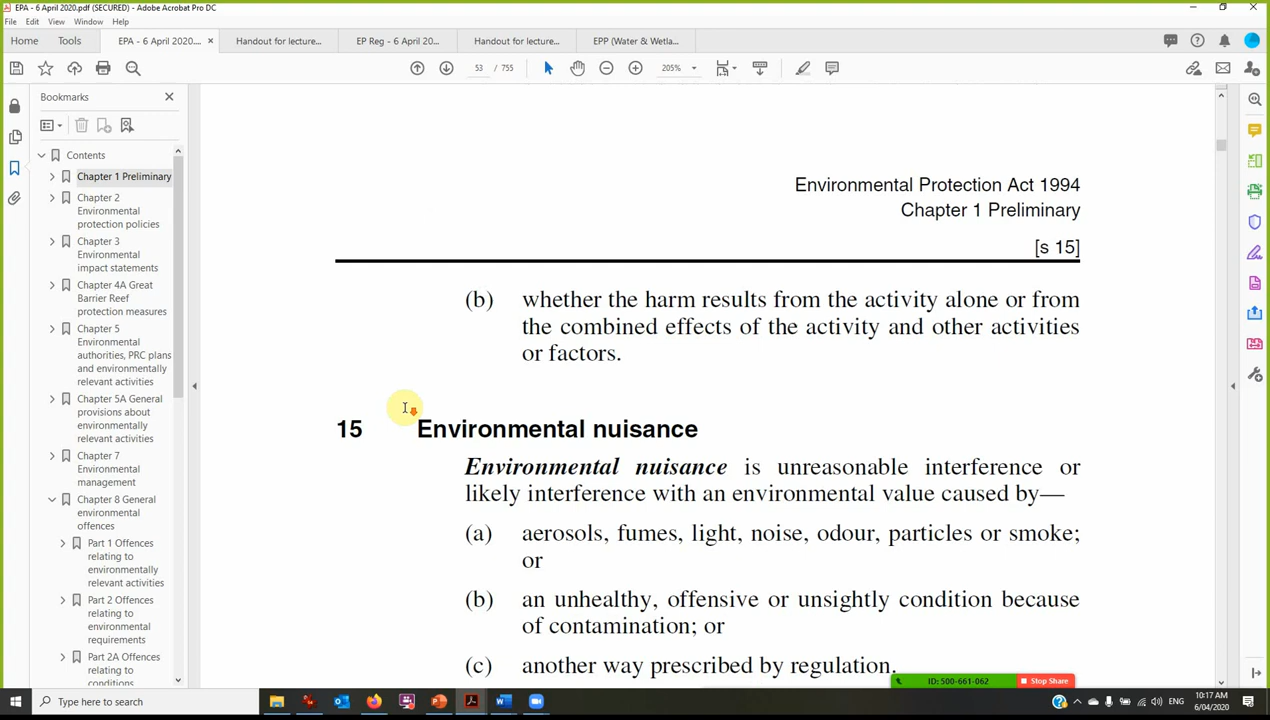 EPA - 6 April 2020.pdf (SECURED) - Adobe Acrobat Pro DC
File Edit View Window Help
Home Tools EPA - 6 April 2020.... × Handout for lecture... EP Reg - 6 April 20... Handout for lecture... EPP (Water & Wetla...
53 / 755 205%
Bookmarks
Contents
Chapter 1 Preliminary
Chapter 2
Environmental
protection policies
Chapter 3
Environmental
impact statements
Chapter 4A Great
Barrier Reef
protection measures
Chapter 5
Environmental
authorities, PRC plans
and environmentally
relevant activities
Chapter 5A General
provisions about
environmentally
relevant activities
Chapter 7
Environmental
management
Chapter 8 General
environmental
offences
Part 1 Offences
relating to
environmentally
relevant activities
Part 2 Offences
relating to
environmental
requirements
Part 2A Offences
relating to
conditions
Environmental Protection Act 1994
Chapter 1 Preliminary
[s 15]
(b) whether the harm results from the activity alone or from
the combined effects of the activity and other activities
or factors.
15 Environmental nuisance
Environmental nuisance is unreasonable interference or
likely interference with an environmental value caused by—
(a) aerosols, fumes, light, noise, odour, particles or smoke;
or
(b) an unhealthy, offensive or unsightly condition because
of contamination; or
(c) another way prescribed by regulation.
ID: 500-661-062 Stop Share
Type here to search
ENG
10:17 AM
6/04/2020